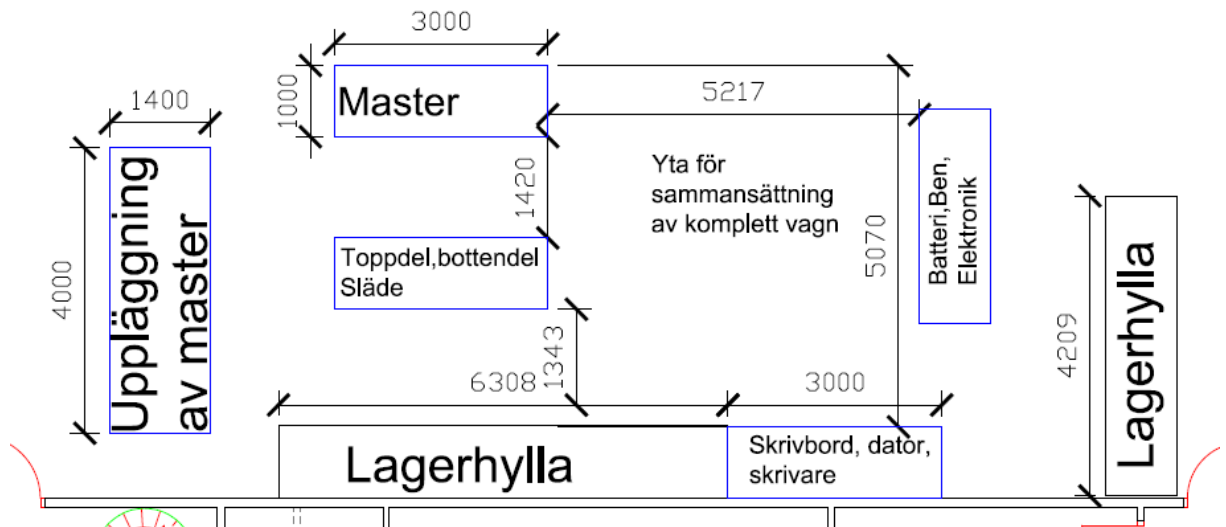 3000
1400
1000
Master
5217
Uppläggning
av master
4000
1420
Yta för
sammansättning
av komplett vagn
5070
Batteri,Ben,
Elektronik
Toppdel,bottendel
Släde
1343
6308
3000
4209
Lagerhylla
Lagerhylla
Skrivbord, dator,
skrivare